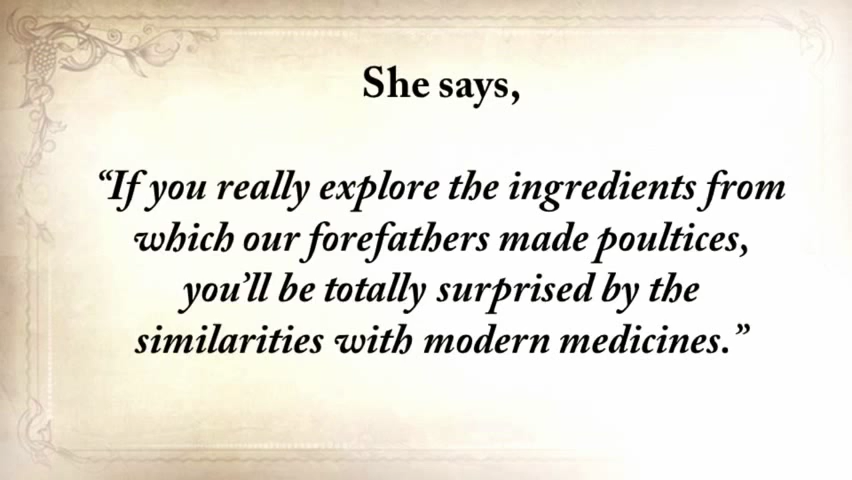 She says,
“If you really explore the ingredients from
which our forefathers made poultices,
you’ll be totally surprised by the
similarities with modern medicines.”